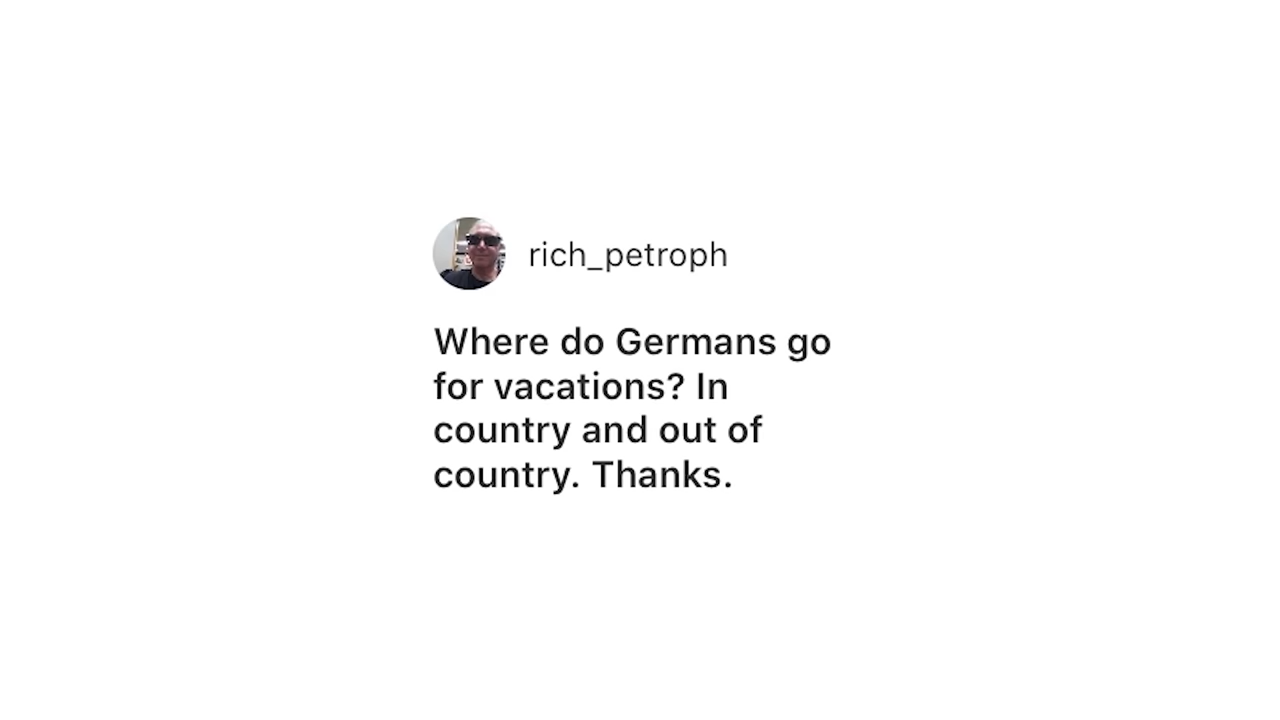 rich_petroph
Where do Germans go
for vacations? In
country and out of
country. Thanks.